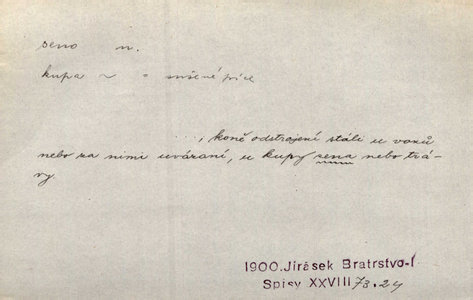 seno n.
kupa ~ = sušené píce
, koně odstrojení stáli u vozů
nebo za nimi uvázaní, u kupy sena nebo trá-
vy
1900. Jirásek Bratrstvo-I
Spisy XXVIII 73.24